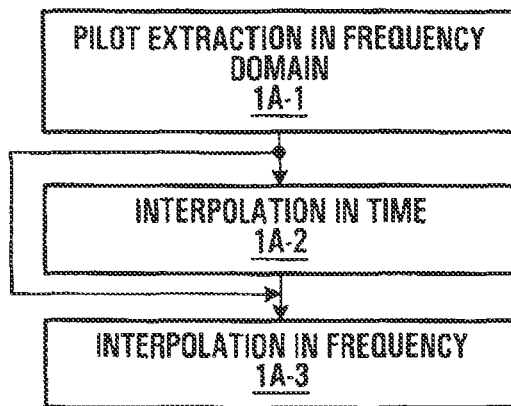 PILOT EXTRACTION IN FREQUENCY
DOMAIN
1A-1
INTERPOLATION IN TIME
1A-2
INTERPOLATION IN FREQUENCY
1A-3